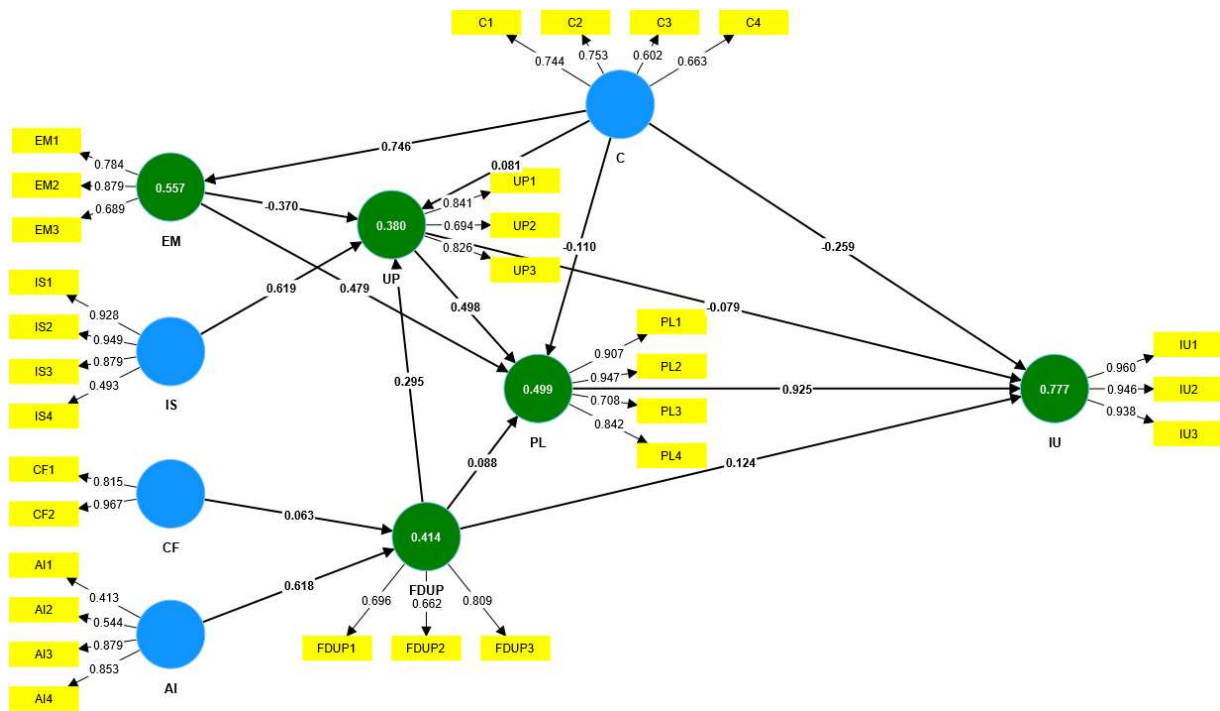 C1
C2
C3
C4
0.744
0.753
0.602
0.663
C
EM1
EM2
EM3
0.784
0.879
0.689
0.557
EM
0.746
0.081
-0.370
UP1
UP2
UP3
0.841
0.694
0.826
0.380
UP
-0.110
-0.259
IS1
IS2
IS3
IS4
0.928
0.949
0.879
0.493
IS
0.619
0.479
0.498
-0.079
PL1
PL2
PL3
PL4
0.907
0.947
0.708
0.842
0.499
PL
0.925
0.777
IU
IU1
IU2
IU3
0.960
0.946
0.938
0.295
0.088
0.124
CF1
CF2
0.815
0.967
CF
0.063
0.414
FDUP
AI1
AI2
AI3
AI4
0.413
0.544
0.879
0.853
AI
0.618
0.696
0.662
0.809
FDUP1
FDUP2
FDUP3